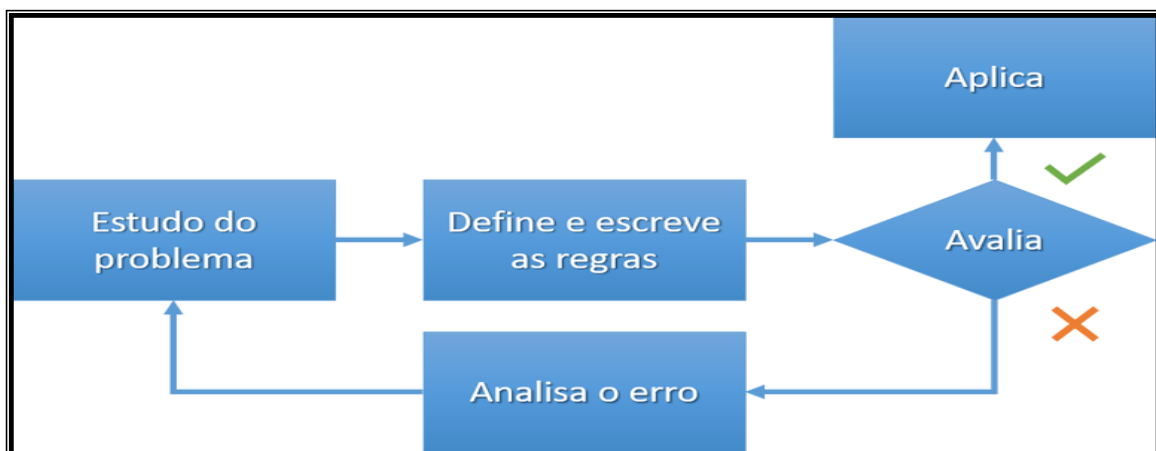 Aplica
Estudo do
problema
Define e escreve
as regras
Avalia
Analisa o erro